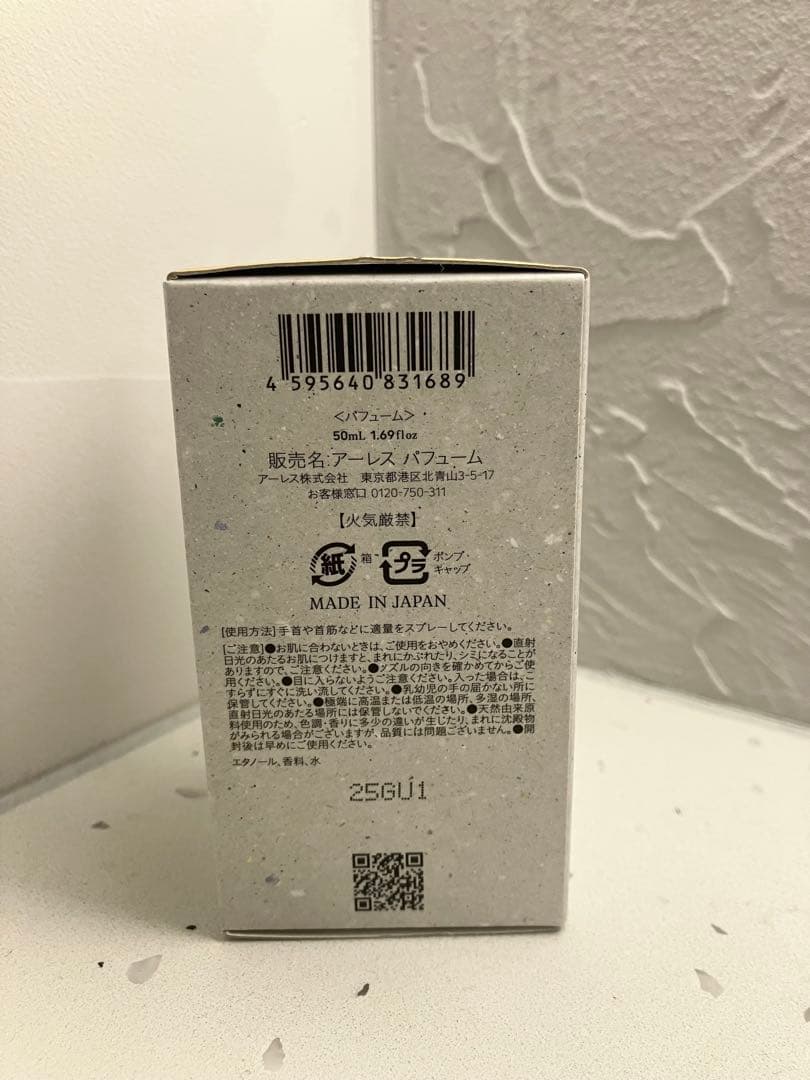 4 595640 831689
＜パフューム＞
50mL 1.69floz
販売名:アーレス パフューム
アーレス株式会社　東京都港区北青山3-5-17
お客様窓口 0120-750-311
【火気厳禁】
紙 箱 プラ ポンプ・
キャップ
MADE IN JAPAN
[使用方法]手首や首筋などに適量をスプレーしてください。
[ご注意]●お肌に合わないときは、ご使用をおやめください。●直射
日光のあたるお肌につけますと、まれにかぶれたり、シミになることが
ありますので、ご注意ください。●ノズルの向きを確かめてからご使
用ください。●目に入らないようご注意ください。入った場合は、こ
すらずにすぐに洗い流してください。●乳幼児の手の届かない所に
保管してください。●極端に高温または低温の場所、多湿の場所、
直射日光のあたる場所には保管しないでください。●天然由来原
料使用のため、色調・香りに多少の違いが生じたり、まれに沈殿物
がみられる場合がございますが、品質には問題ございません。●開
封後は早めにご使用ください。
エタノール、香料、水
25GU1